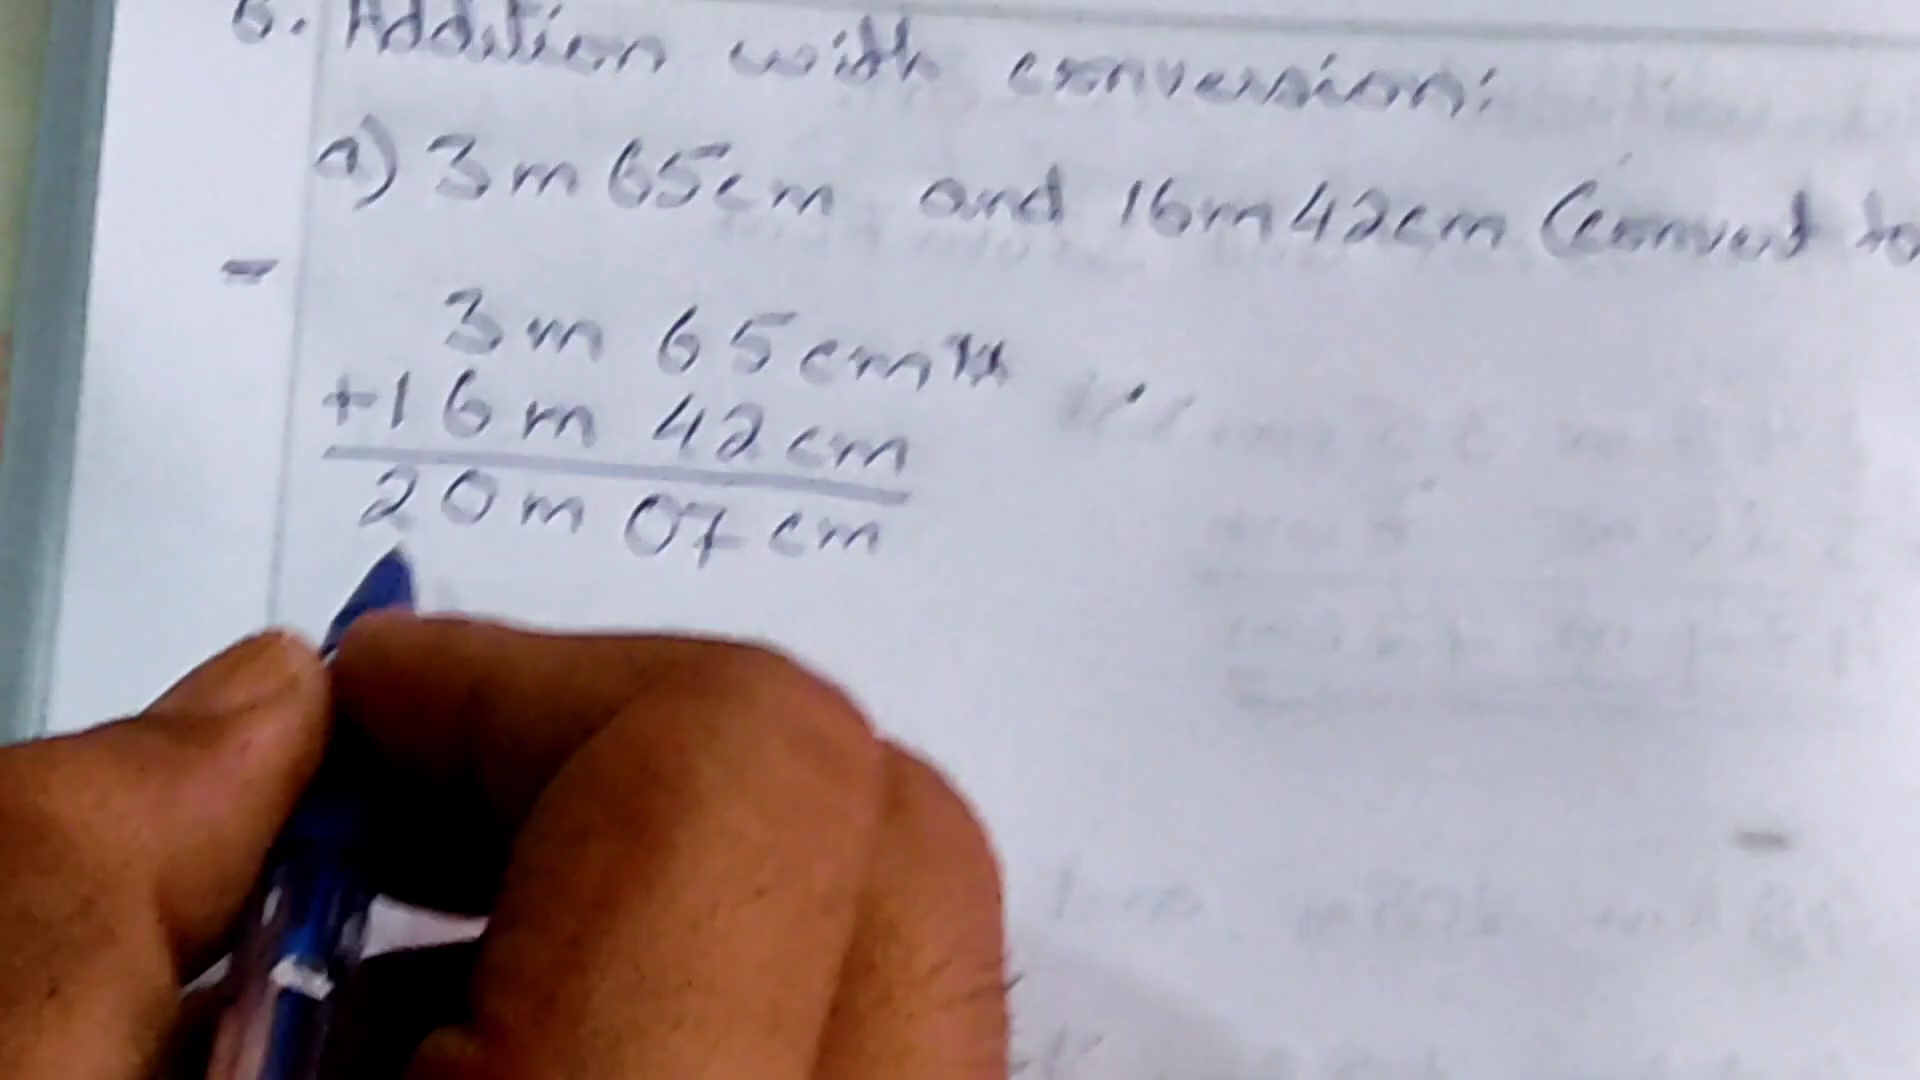 6. Addition with conversion:
a) 3m 65cm and 16m 42cm (convert to
3m 65cm
+16m 42cm
20m 07cm